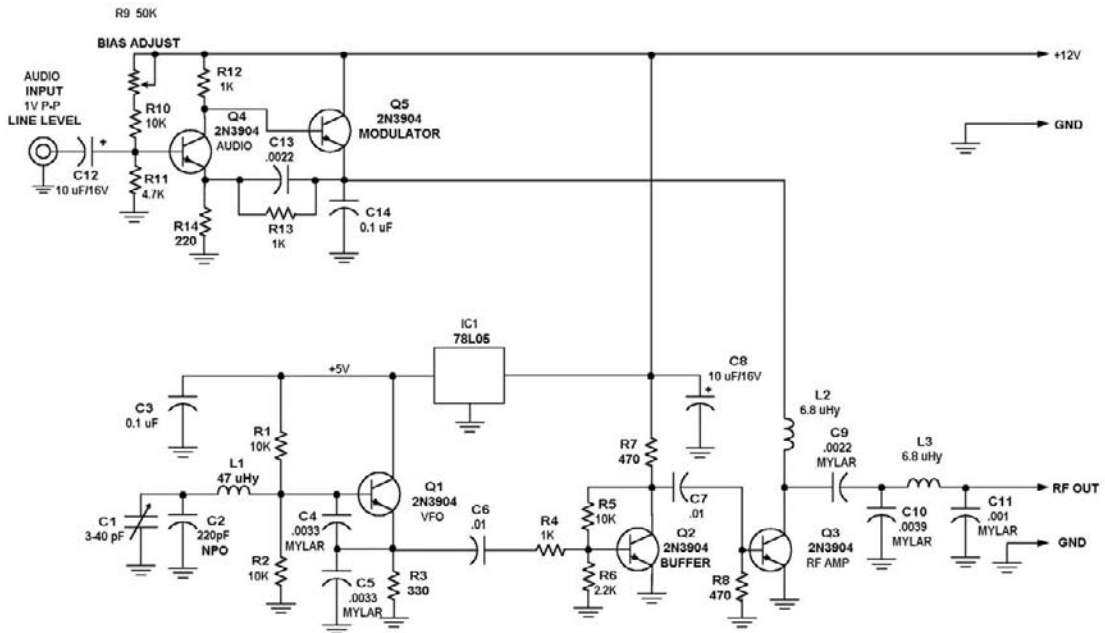 R9 50K
BIAS ADJUST
+12V
AUDIO
INPUT
1V P-P
LINE LEVEL
R12
1K
Q5
2N3904
MODULATOR
R10
10K
Q4
2N3904
AUDIO
C13
.0022
GND
C12
10 uF/16V
+
R11
4.7K
R14
220
R13
1K
C14
0.1 uF
IC1
78L05
+5V
C8
10 uF/16V
+
C3
0.1 uF
R1
10K
L1
47 uHy
Q1
2N3904
VFO
R7
470
L2
6.8 uHy
C9
.0022
MYLAR
L3
6.8 uHy
RF OUT
C1
3-40 pF
C2
220pF
NPO
C4
.0033
MYLAR
C6
.01
R4
1K
R5
10K
C7
.01
Q2
2N3904
BUFFER
Q3
2N3904
RF AMP
C10
.0039
MYLAR
C11
.001
MYLAR
GND
R2
10K
C5
.0033
MYLAR
R3
330
R6
2.2K
R8
470